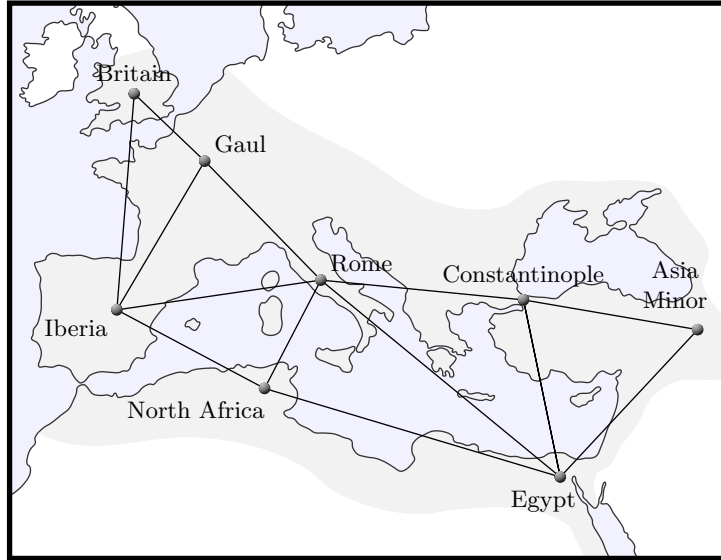 Britain
Gaul
Rome
Constantinople
Asia
Minor
Iberia
North Africa
Egypt